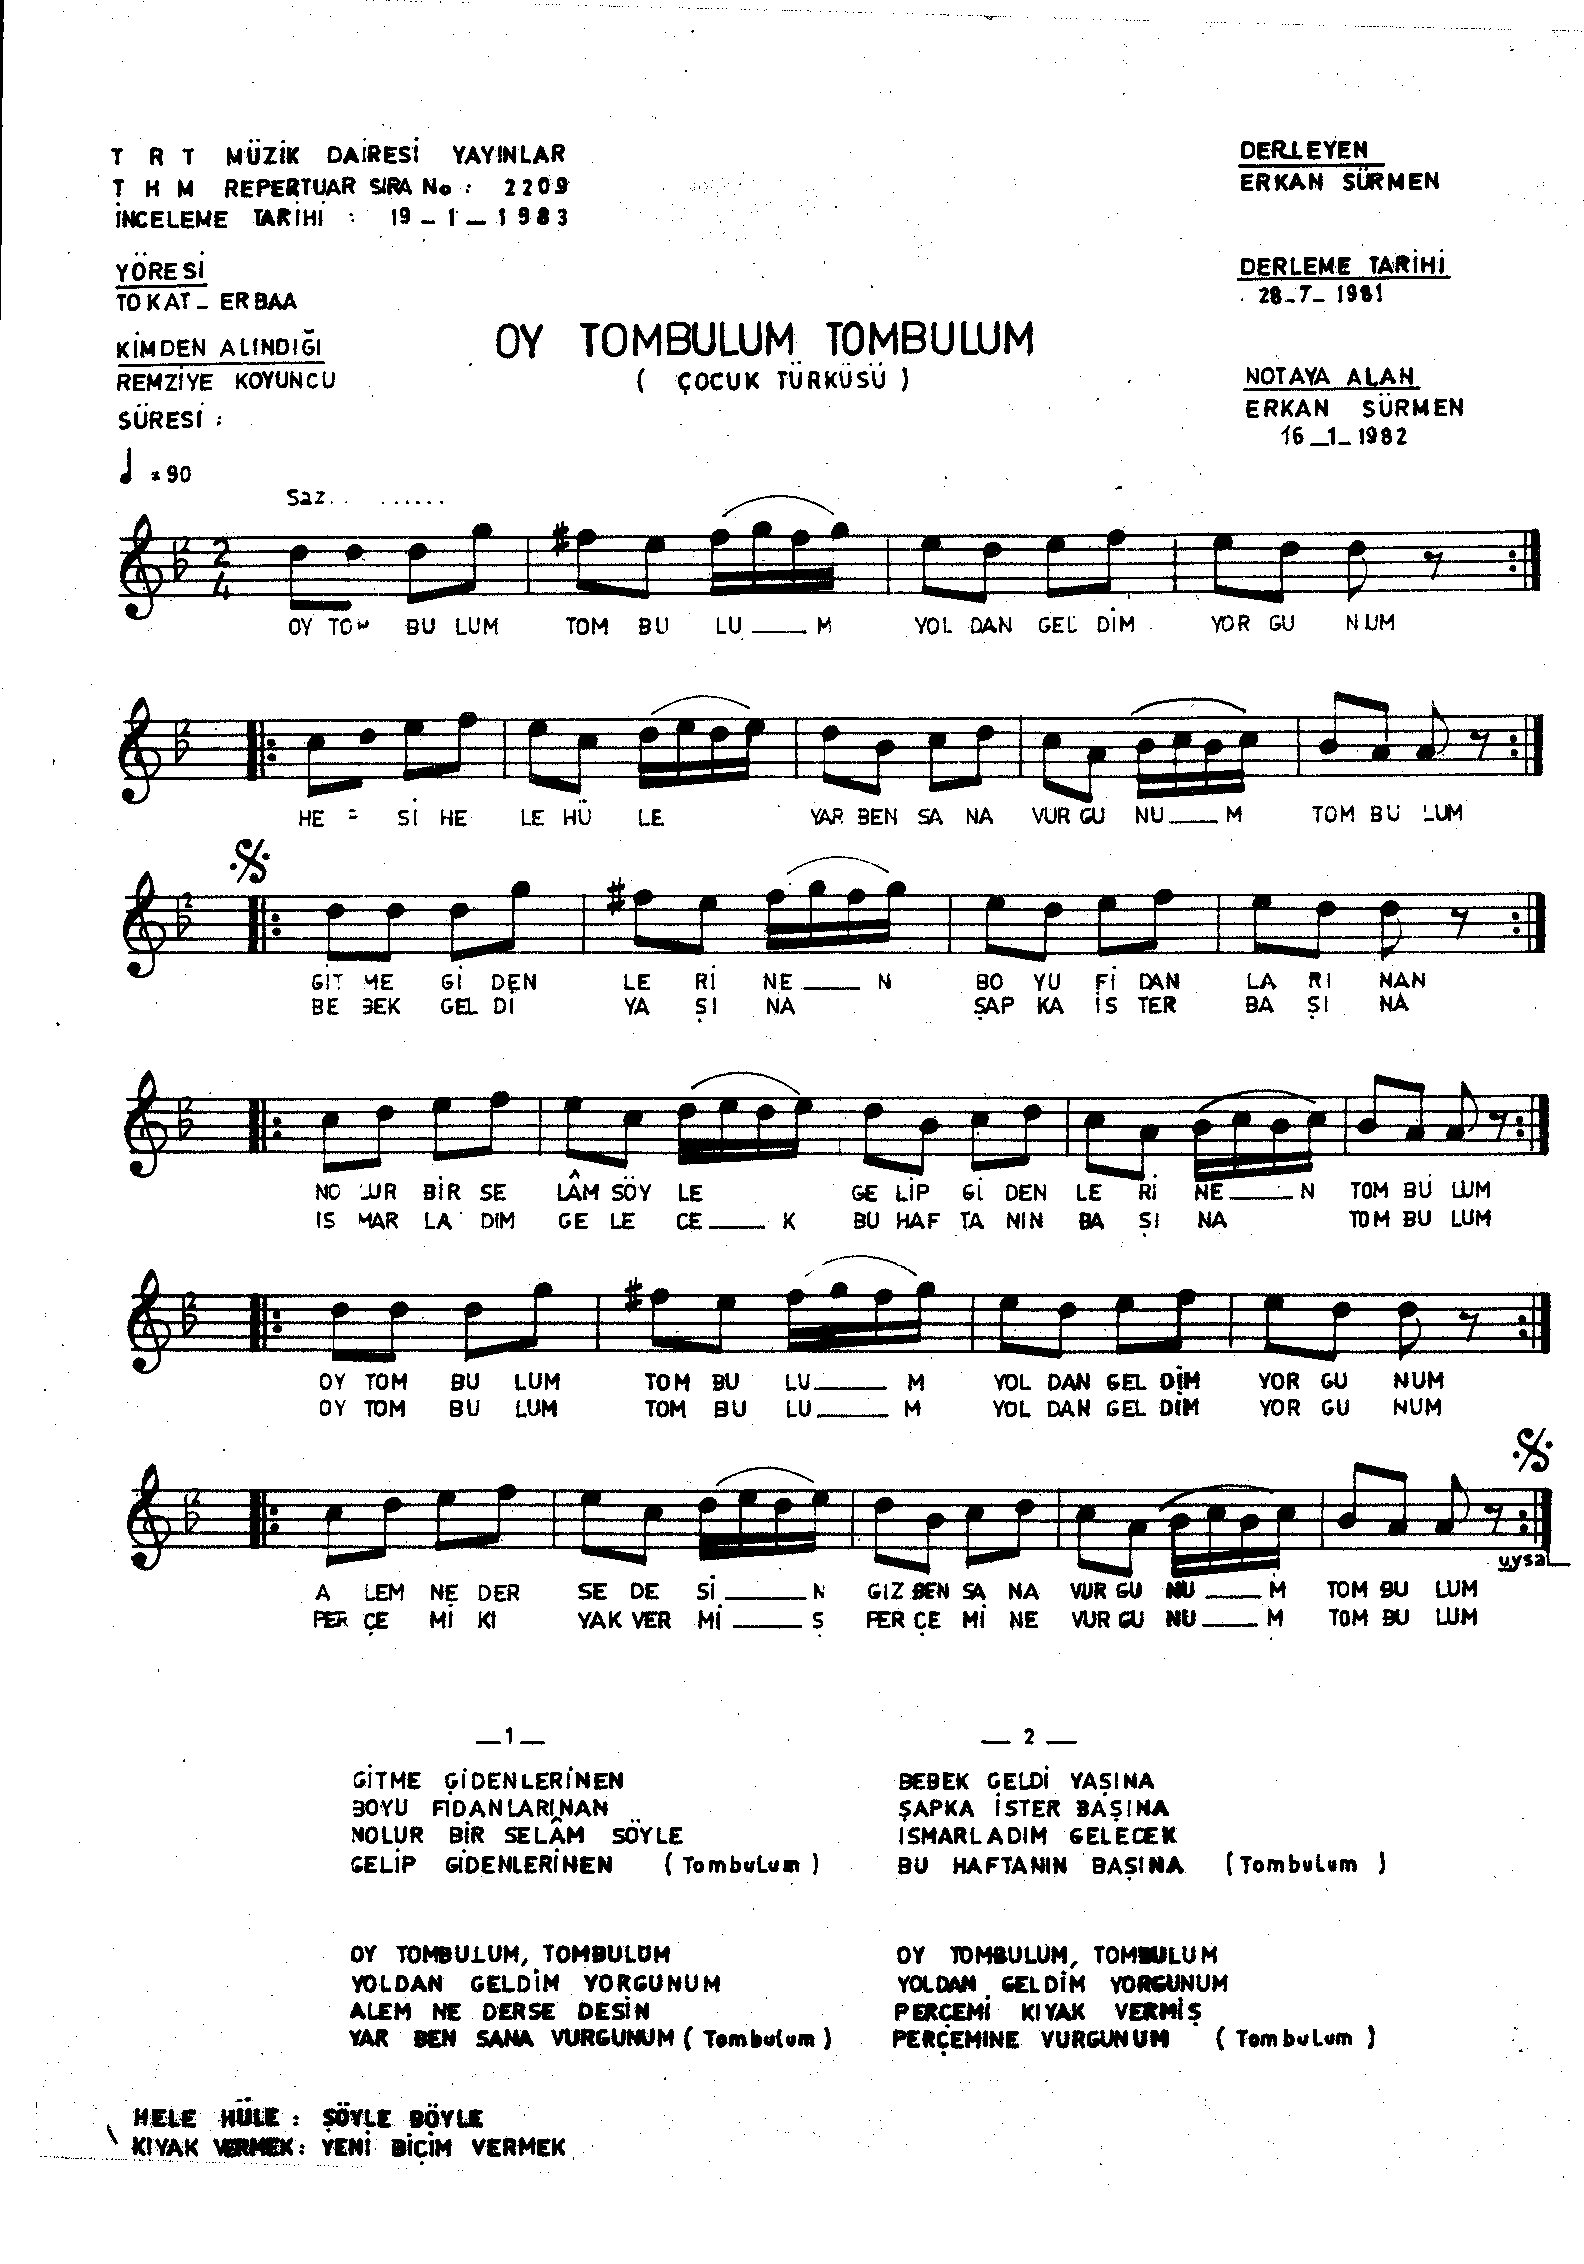 T R T MÜZİK DAİRESİ YAYINLAR
T H M REPERTUAR SIRA No : 2209
İNCELEME TARİHİ : 19 - 1 - 1983
DERLEYEN
ERKAN SÜRMEN
YÖRESİ
TOKAT - ERBAA
DERLEME TARİHİ
28-7-1981
KİMDEN ALINDIĞI
REMZİYE KOYUNCU
OY TOMBULUM TOMBULUM
( ÇOCUK TÜRKÜSÜ )
NOTAYA ALAN
ERKAN SÜRMEN
16-1-1982
SÜRESİ :
= 90
Saz.. ......
2
4
OY TOM BU LUM TOM BU LU___M YOL DAN GEL DİM YOR GU NUM
HE Sİ HE LE HÜ LE YAR BEN SA NA VUR GU NU___M TOM BU LUM
GİT ME Gİ DEN LE Rİ NE___N BO YU Fİ DAN LA RI NAN
BE BEK GEL Dİ YA ŞI NA ŞAP KA İS TER BA ŞI NA
NO LUR BİR SE LÂM SÖY LE GE LİP Gİ DEN LE Rİ NE___N TOM BU LUM
IS MAR LA DIM GE LE CE___K BU HAF TA NIN BA ŞI NA TOM BU LUM
OY TOM BU LUM TOM BU LU___M YOL DAN GEL DİM YOR GU NUM
OY TOM BU LUM TOM BU LU___M YOL DAN GEL DİM YOR GU NUM
uysal
A LEM NE DER SE DE Sİ___N GIZ BEN SA NA VUR GU NU___M TOM BU LUM
PER ÇE Mİ KI YAK VER Mİ___Ş PER ÇE Mİ NE VUR GU NU___M TOM BU LUM
_1_
GİTME GİDENLERİNEN
BOYU FİDANLARINAN
NOLUR BİR SELÂM SÖYLE
GELİP GİDENLERİNEN ( Tombulum )
OY TOMBULUM, TOMBULUM
YOLDAN GELDİM YORGUNUM
ALEM NE DERSE DESİN
YAR BEN SANA VURGUNUM ( Tombulum )
_ 2 _
BEBEK GELDİ YAŞINA
ŞAPKA İSTER BAŞINA
ISMARLADIM GELECEK
BU HAFTANIN BAŞINA ( Tombulum )
OY TOMBULUM, TOMBULUM
YOLDAN GELDİM YORGUNUM
PERÇEMİ KIYAK VERMİŞ
PERÇEMINE VURGUNUM ( Tombulum )
HELE HÜLE : ŞÖYLE BÖYLE
KIYAK VERMEK : YENİ BİÇİM VERMEK